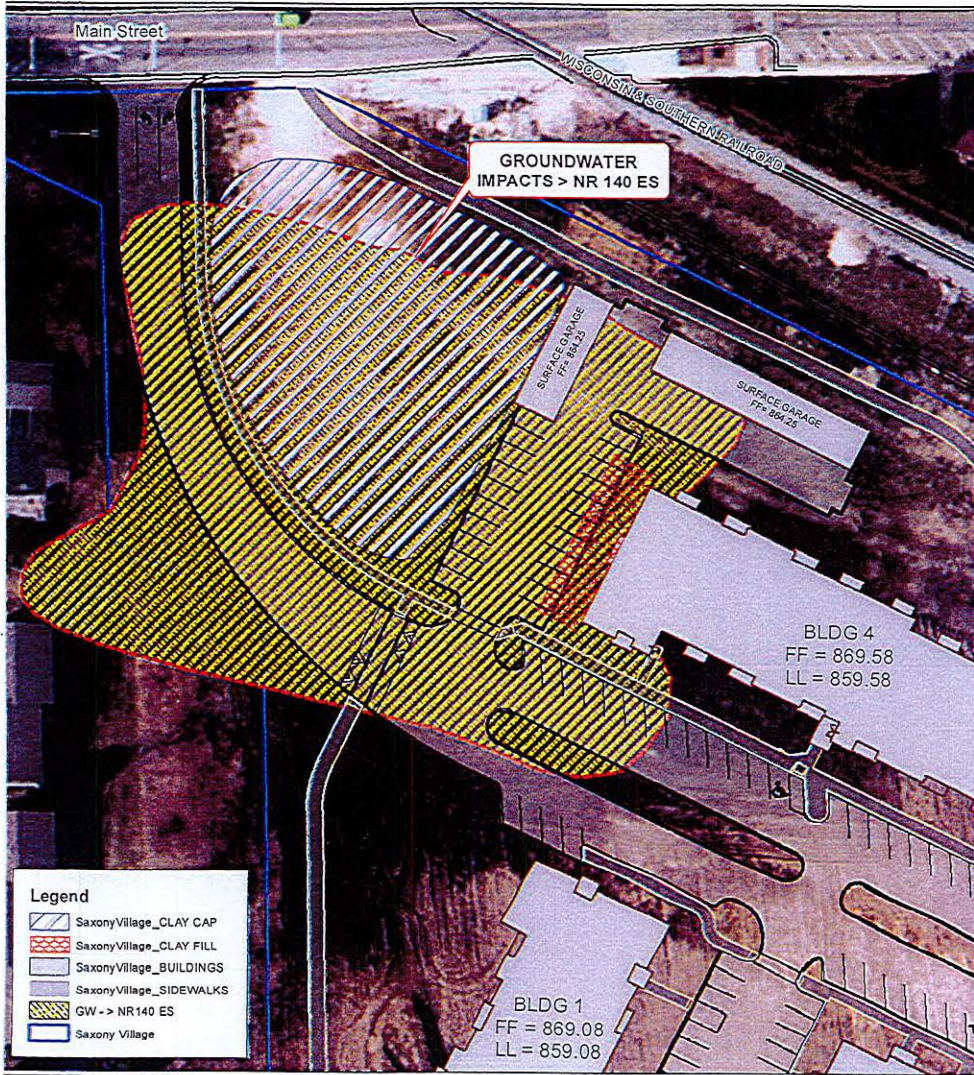 Main Street
WISCONSIN & SOUTHERN RAILROAD
GROUNDWATER
IMPACTS > NR 140 ES
SURFACE GARAGE
FF= 864.25
SURFACE GARAGE
FF= 864.25
BLDG 4
FF = 869.58
LL = 859.58
BLDG 1
FF = 869.08
LL = 859.08
Legend
SaxonyVillage_CLAY CAP
SaxonyVillage_CLAY FILL
SaxonyVillage_BUILDINGS
SaxonyVillage_SIDEWALKS
GW -> NR140 ES
Saxony Village